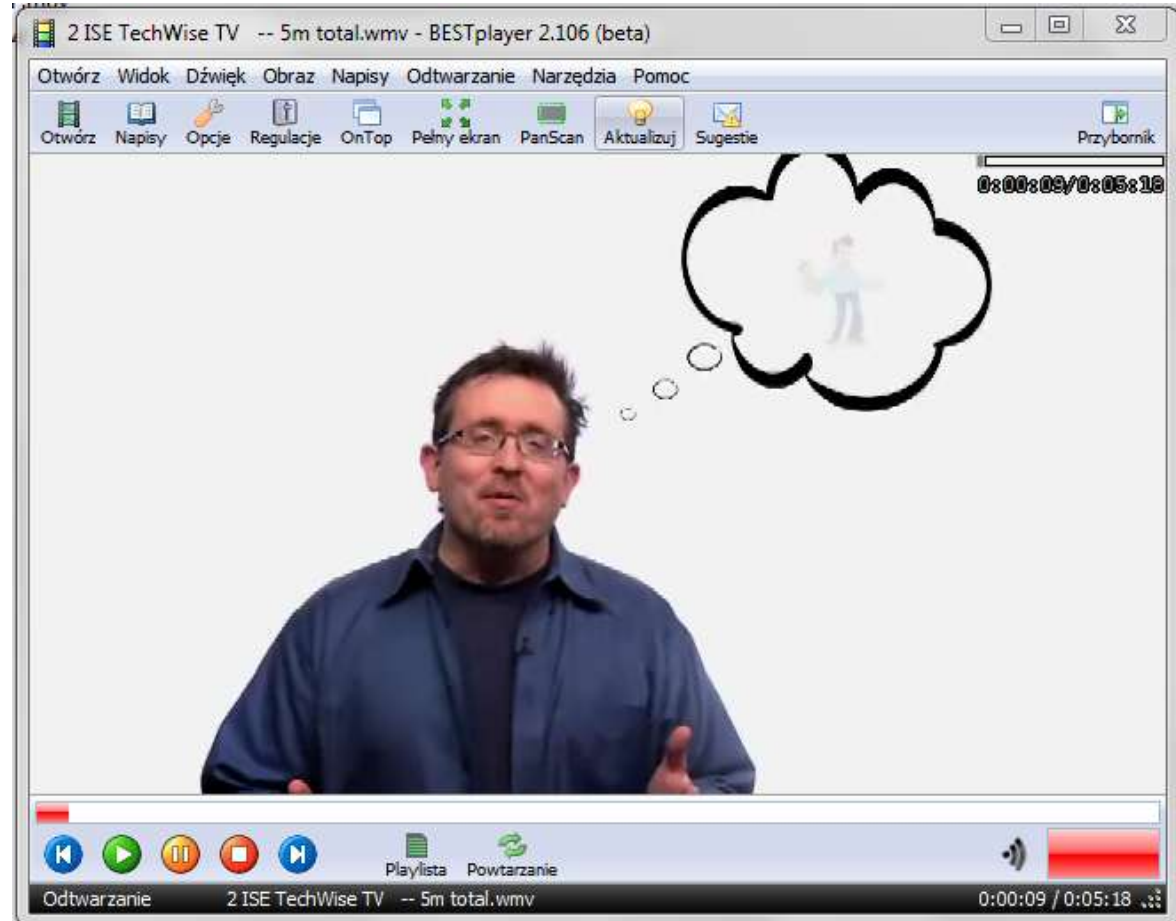 2 ISE TechWise TV -- 5m total.wmv - BESTplayer 2.106 (beta)
Otwórz Widok Dźwięk Obraz Napisy Odtwarzanie Narzędzia Pomoc
Otwórz Napisy Opcje Regulacje OnTop Pełny ekran PanScan Aktualizuj Sugestie Przybornik
0:00:09/0:05:18
Playlista Powtarzanie
Odtwarzanie 2 ISE TechWise TV -- 5m total.wmv 0:00:09 / 0:05:18